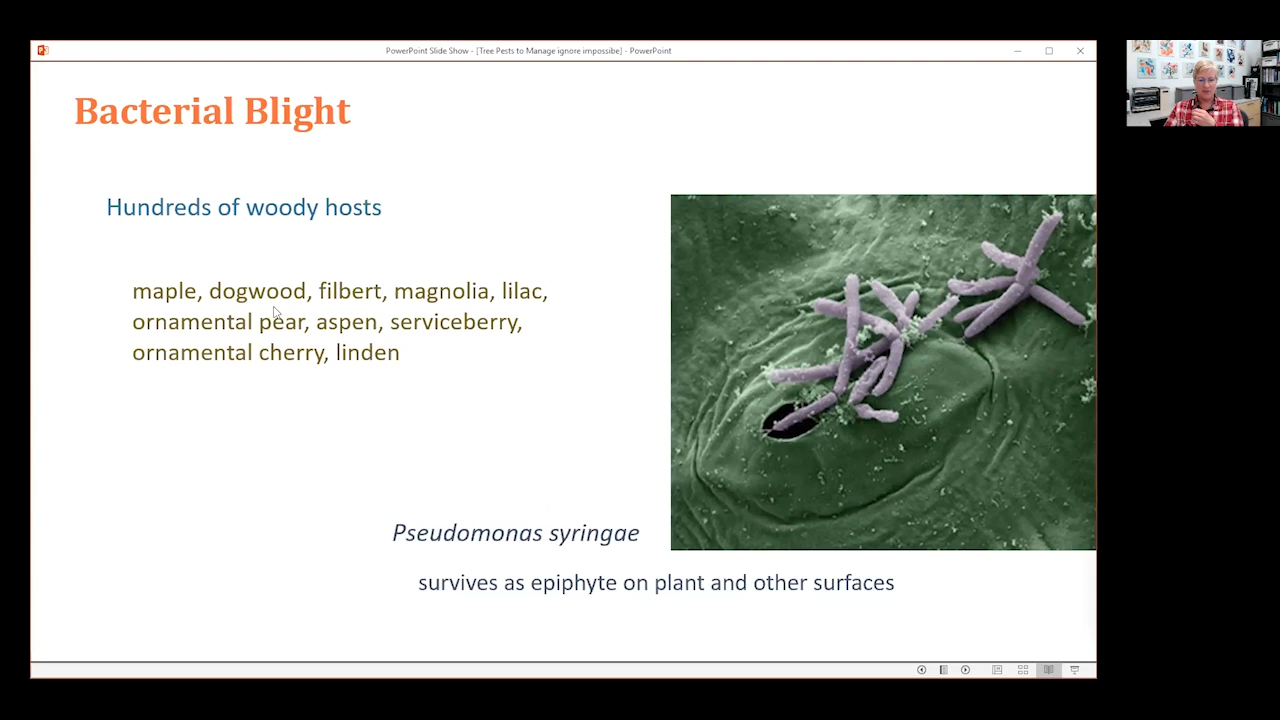 PowerPoint Slide Show - [Tree Pests to Manage ignore impossibe] - PowerPoint
Bacterial Blight
Hundreds of woody hosts
maple, dogwood, filbert, magnolia, lilac,
ornamental pear, aspen, serviceberry,
ornamental cherry, linden
Pseudomonas syringae
survives as epiphyte on plant and other surfaces